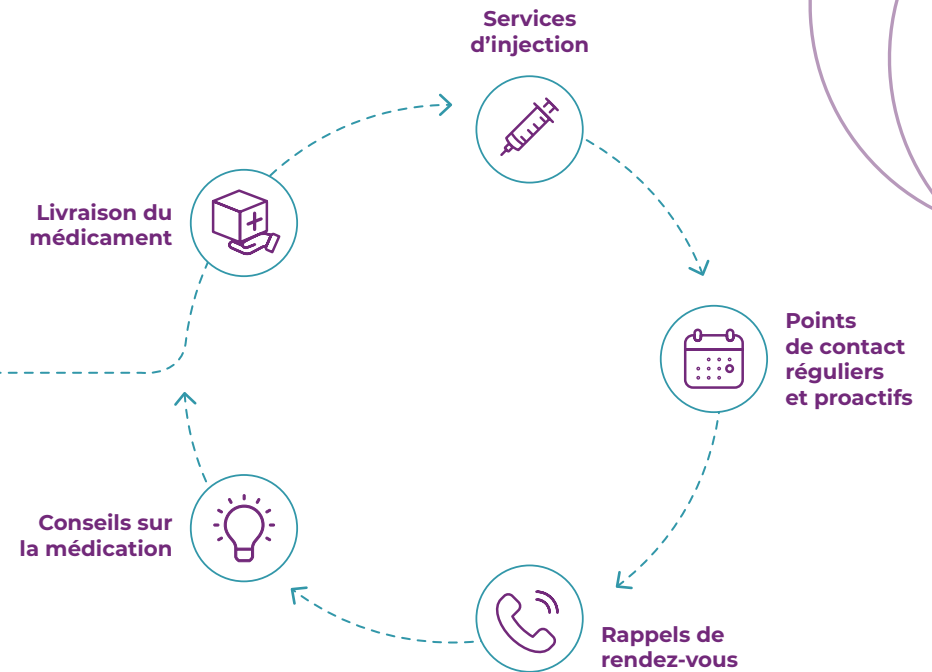 Services
d’injection
Livraison du
médicament
Points
de contact
réguliers
et proactifs
Conseils sur
la médication
Rappels de
rendez-vous